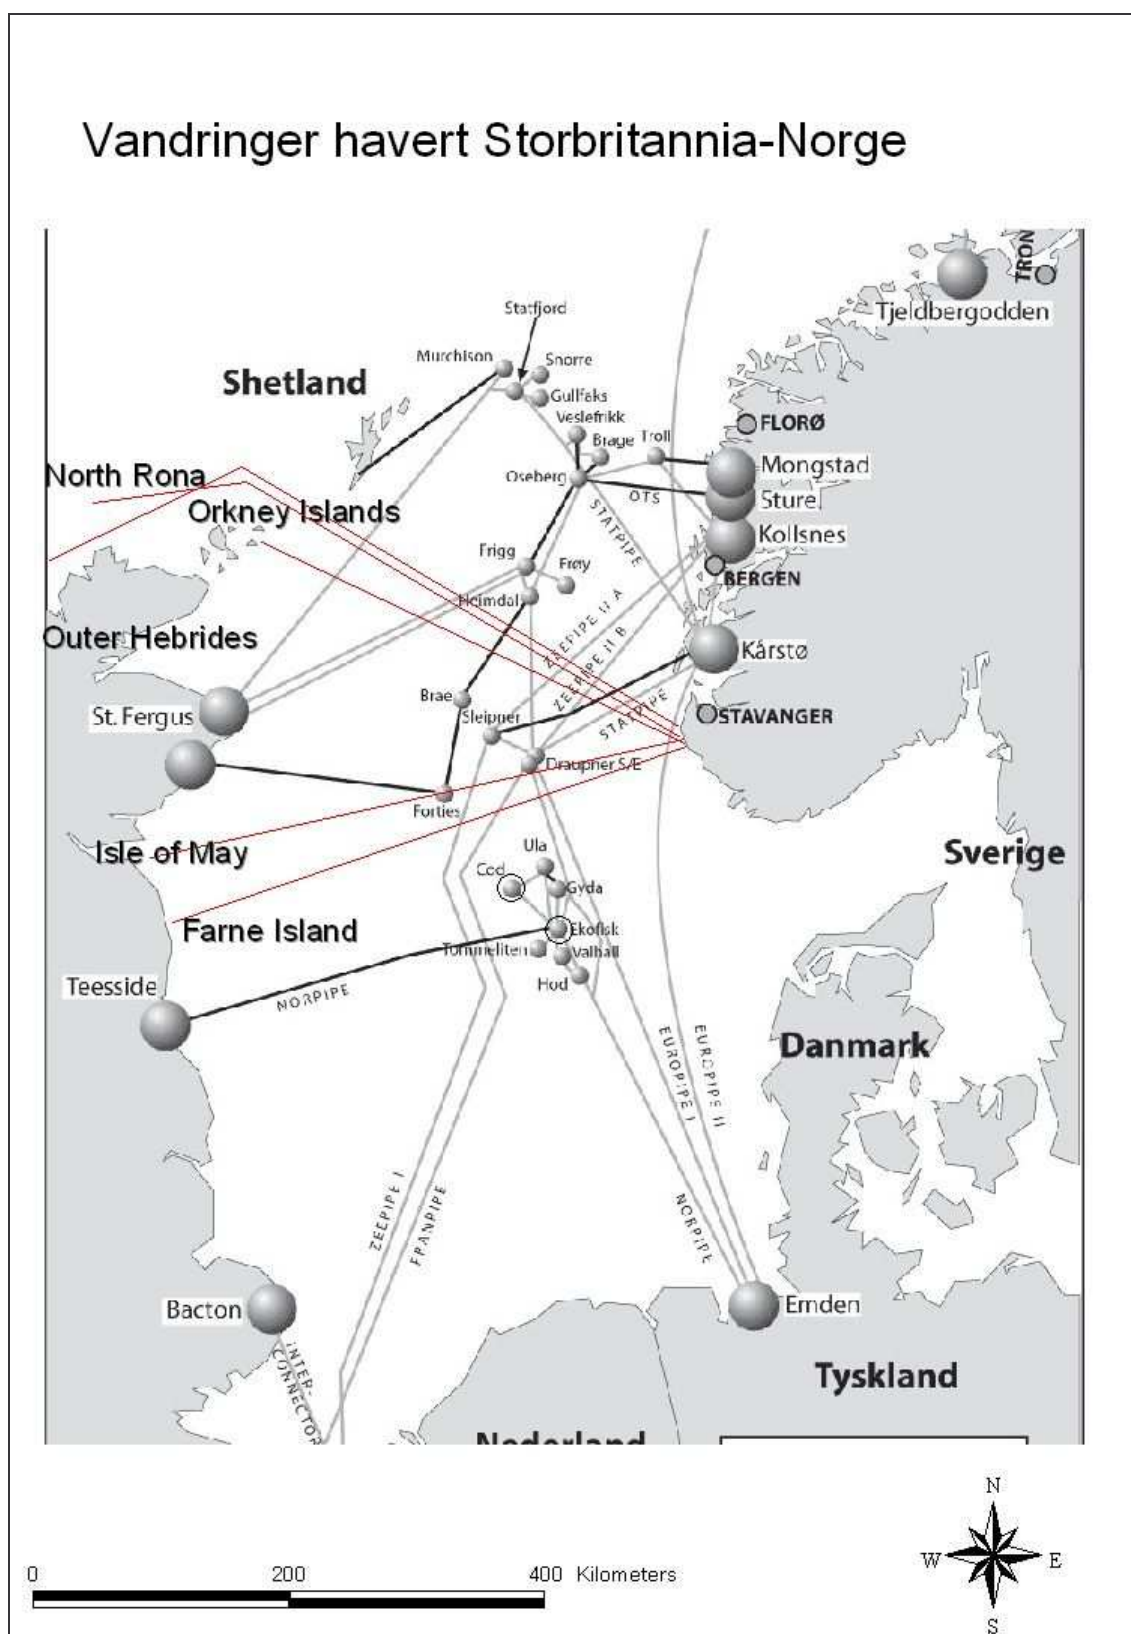 Vandringer havert Storbritannia-Norge
TRON
Tjeldbergodden
Statfjord
Murchison
Snorre
Shetland
Gullfaks
Veslefrikk
FLORØ
Brage
Troll
North Rona
Oseberg
Mongstad
OTS
Sture
Orkney Islands
STATPIPE
Kollsnes
Frigg
Frøy
BERGEN
Heimdal
ZEEPIPE II A
Outer Hebrides
ZEEPIPE II B
Kårstø
Brae
St. Fergus
Sleipner
STATPIPE
STAVANGER
Draupner S/E
Forties
Isle of May
Ula
Sverige
Cod
Gyda
Farne Island
Ekofisk
Tommeliten
Valhall
Teesside
Hod
NORPIPE
Danmark
EUROPIPE I
EUROPIPE II
ZEEPIPE I
FRANPIPE
NORPIPE
Bacton
Emden
INTER-
CONNECTOR
Tyskland
Nederland
N
W
E
S
0 200 400 Kilometers